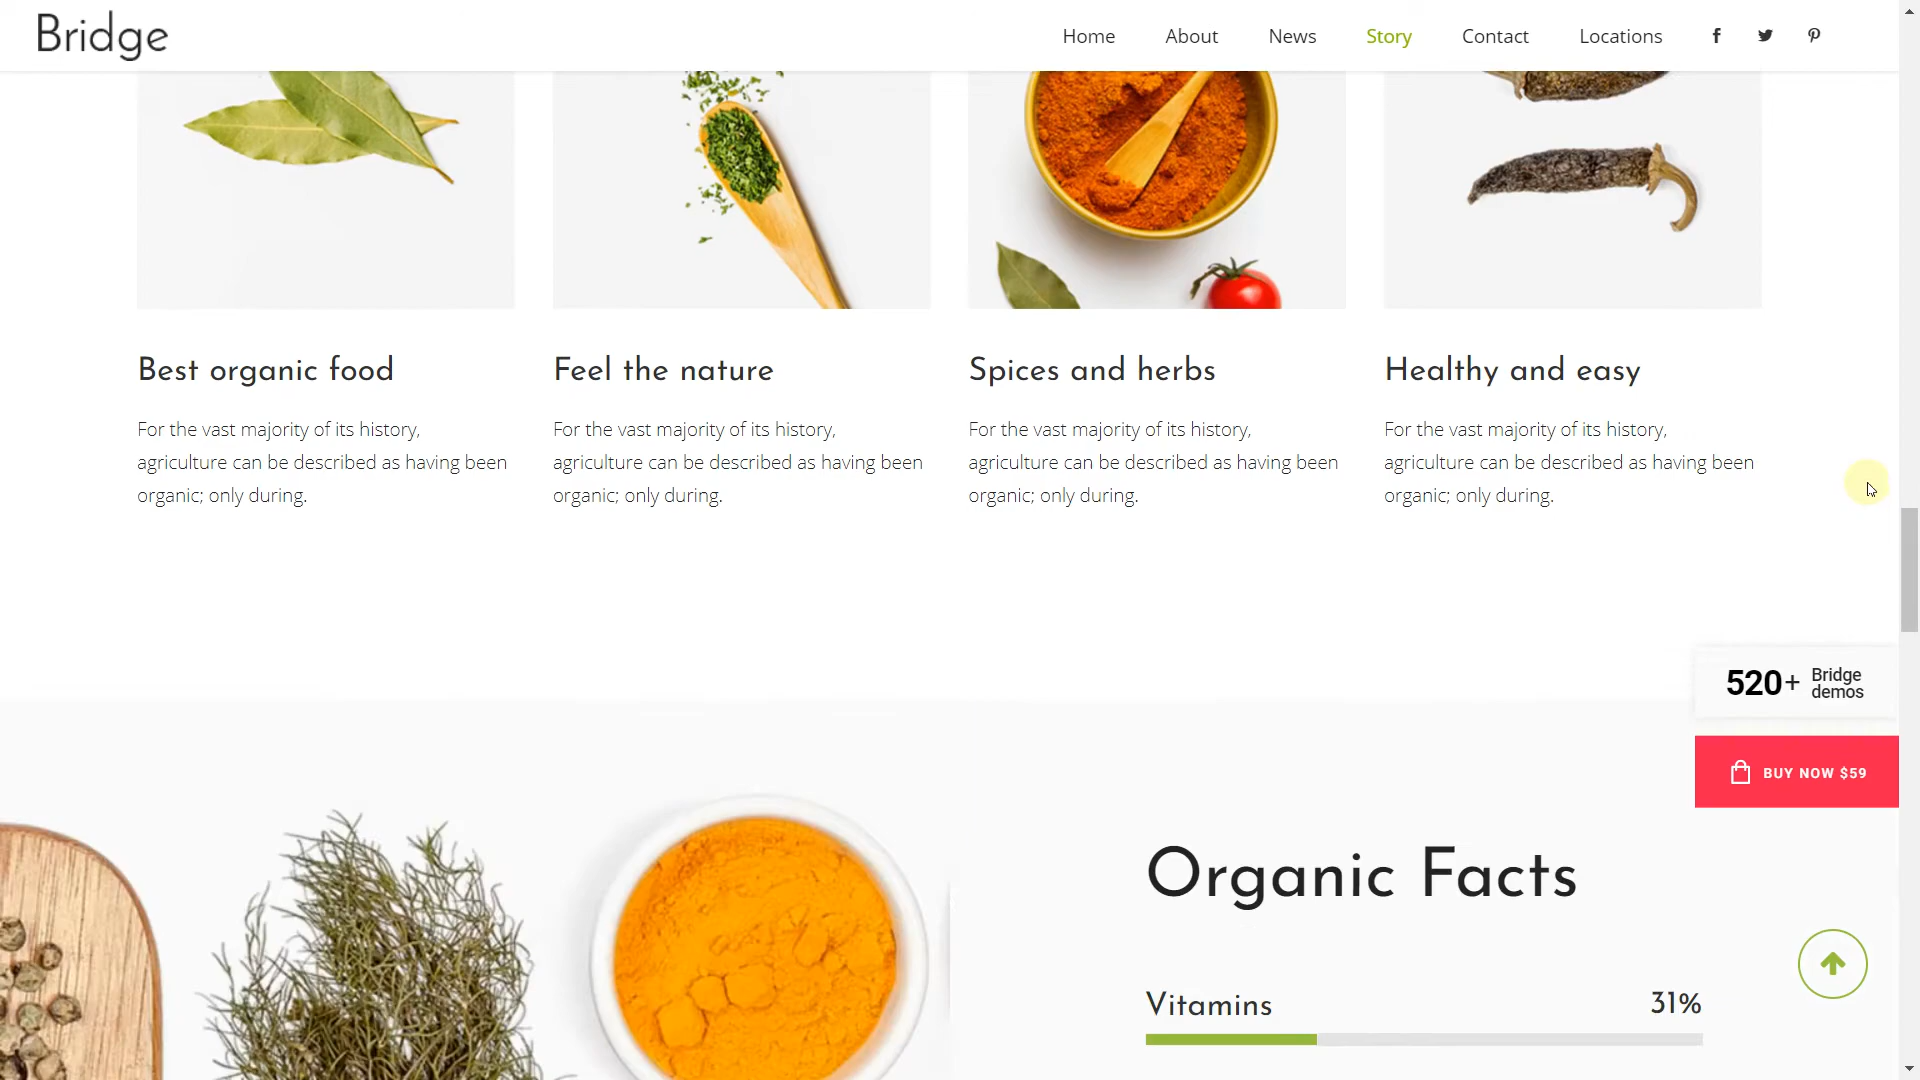 Bridge
Home About News Story Contact Locations
Best organic food
For the vast majority of its history,
agriculture can be described as having been
organic; only during.
Feel the nature
For the vast majority of its history,
agriculture can be described as having been
organic; only during.
Spices and herbs
For the vast majority of its history,
agriculture can be described as having been
organic; only during.
Healthy and easy
For the vast majority of its history,
agriculture can be described as having been
organic; only during.
520+ Bridge
demos
BUY NOW $59
Organic Facts
Vitamins 31%